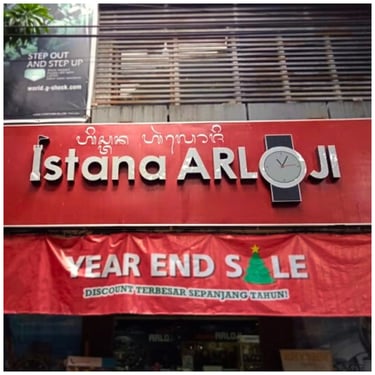 STEP OUT
AND STEP UP
world.g-shock.com
Istana ARLOJI
YEAR END SALE
DISCOUNT TERBESAR SEPANJANG TAHUN!